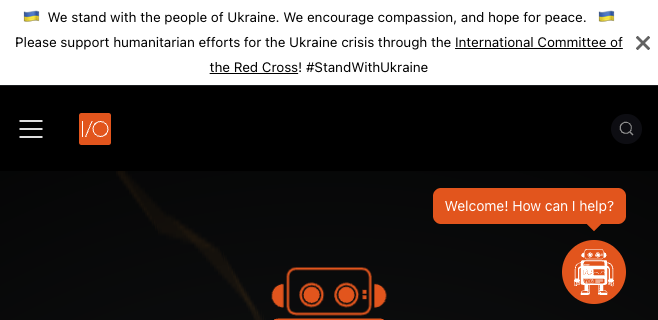 🇺🇦 We stand with the people of Ukraine. We encourage compassion, and hope for peace. 🇺🇦
Please support humanitarian efforts for the Ukraine crisis through the International Committee of
the Red Cross! #StandWithUkraine
I/O
Welcome! How can I help?